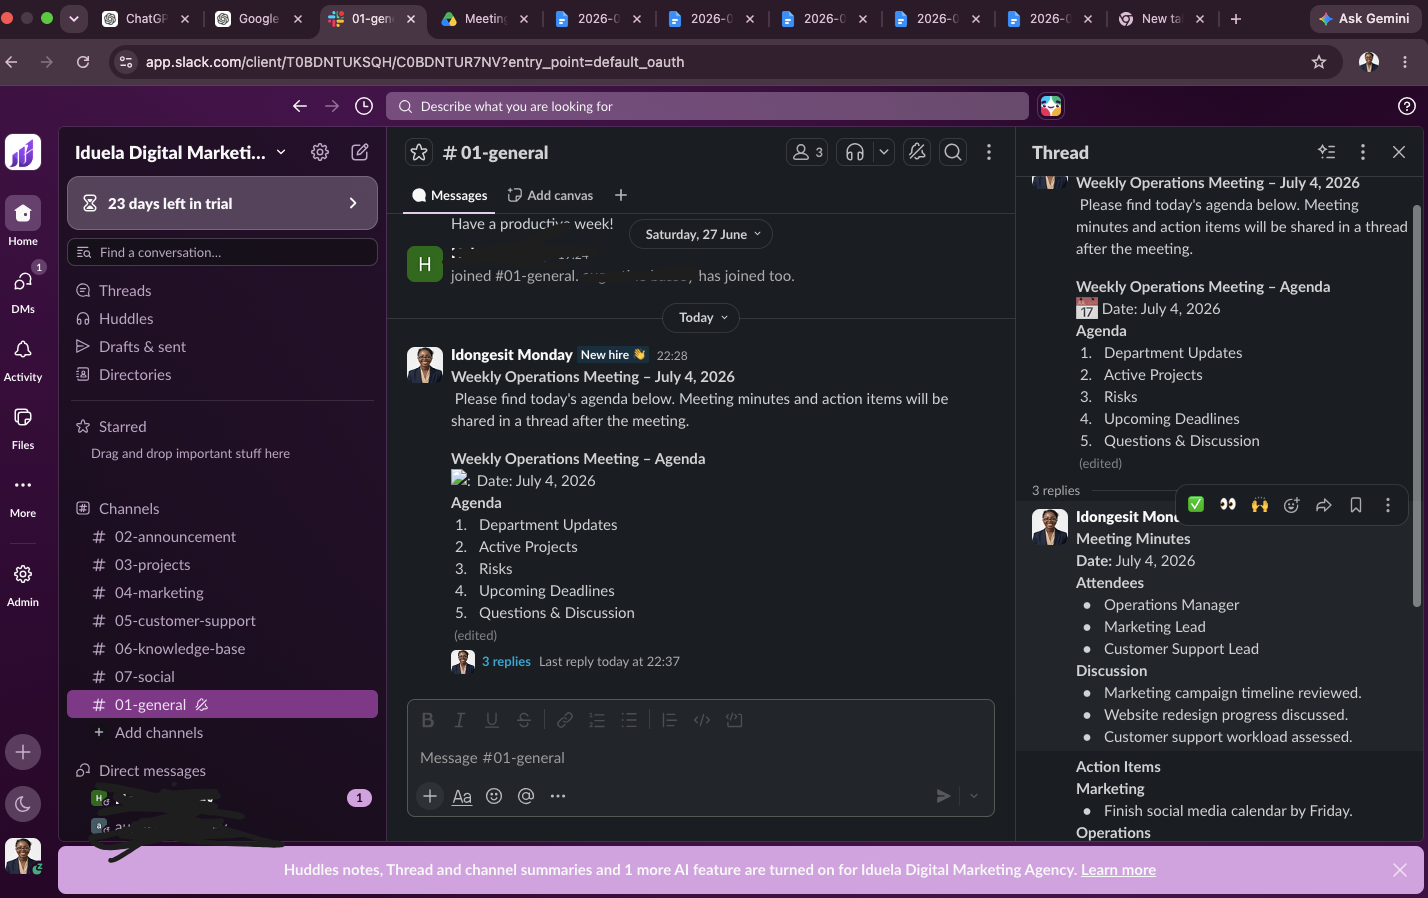 ChatGP
Google
01-gen
Meeting
2026-0
2026-0
2026-0
2026-0
2026-0
New ta
Ask Gemini
app.slack.com/client/T0BDNTUKSQH/C0BDNTUR7NV?entry_point=default_oauth
Describe what you are looking for
Home
1
DMs
Activity
Files
More
Admin
Iduela Digital Marketi...
23 days left in trial
Find a conversation...
Threads
Huddles
Drafts & sent
Directories
Starred
Drag and drop important stuff here
Channels
# 02-announcement
# 03-projects
# 04-marketing
# 05-customer-support
# 06-knowledge-base
# 07-social
# 01-general
+ Add channels
Direct messages
H
1
a
# 01-general
3
Messages
Add canvas
Have a productive week!
Saturday, 27 June
H
joined #01-general.
has joined too.
Today
Idongesit Monday New hire 👋 22:28
Weekly Operations Meeting – July 4, 2026
Please find today's agenda below. Meeting minutes and action items will be
shared in a thread after the meeting.
Weekly Operations Meeting – Agenda
: Date: July 4, 2026
Agenda
1. Department Updates
2. Active Projects
3. Risks
4. Upcoming Deadlines
5. Questions & Discussion
(edited)
3 replies Last reply today at 22:37
Message #01-general
Aa
Thread
Weekly Operations Meeting – July 4, 2026
Please find today's agenda below. Meeting
minutes and action items will be shared in a thread
after the meeting.
Weekly Operations Meeting – Agenda
17 Date: July 4, 2026
Agenda
1. Department Updates
2. Active Projects
3. Risks
4. Upcoming Deadlines
5. Questions & Discussion
(edited)
3 replies
Idongesit Mond
Meeting Minutes
Date: July 4, 2026
Attendees
• Operations Manager
• Marketing Lead
• Customer Support Lead
Discussion
• Marketing campaign timeline reviewed.
• Website redesign progress discussed.
• Customer support workload assessed.
Action Items
Marketing
• Finish social media calendar by Friday.
Operations
Huddles notes, Thread and channel summaries and 1 more AI feature are turned on for Iduela Digital Marketing Agency. Learn more